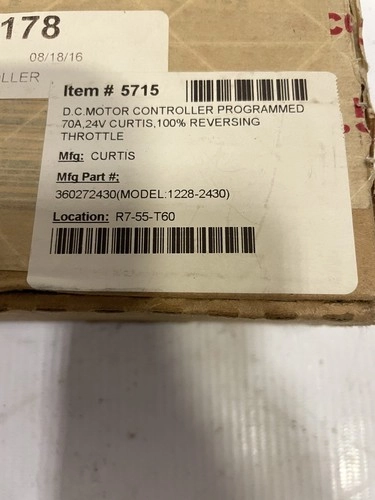 178
08/18/16
OLLER
Item # 5715
D.C.MOTOR CONTROLLER PROGRAMMED
70A,24V CURTIS,100% REVERSING
THROTTLE
Mfg: CURTIS
Mfg Part #;
360272430(MODEL:1228-2430)
Location: R7-55-T60